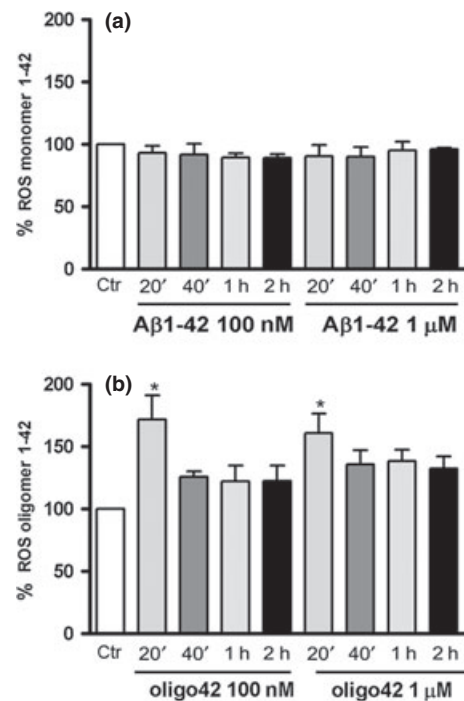 (a)
200
150
100
50
0
% ROS monomer 1-42
Ctr 20′ 40′ 1 h 2 h 20′ 40′ 1 h 2 h
Aβ1-42 100 nM Aβ1-42 1 μM
(b)
200
150
100
50
0
% ROS oligomer 1-42
* *
Ctr 20′ 40′ 1 h 2 h 20′ 40′ 1 h 2 h
oligo42 100 nM oligo42 1 μM